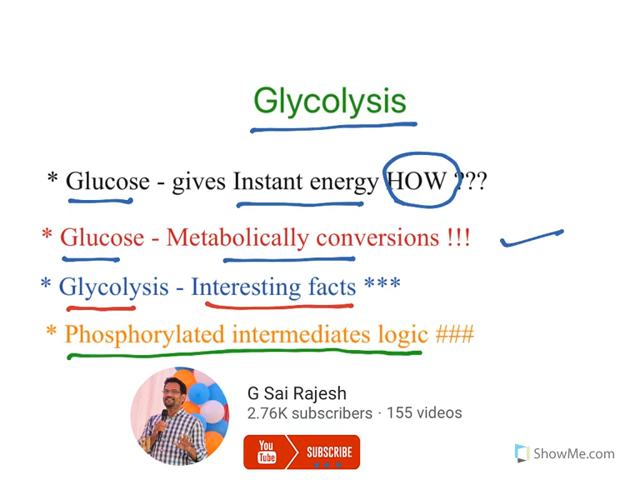 Glycolysis
* Glucose - gives Instant energy HOW ???
* Glucose - Metabolically conversions !!!
* Glycolysis - Interesting facts ***
* Phosphorylated intermediates logic ###
G Sai Rajesh
2.76K subscribers · 155 videos
You Tube SUBSCRIBE
ShowMe.com